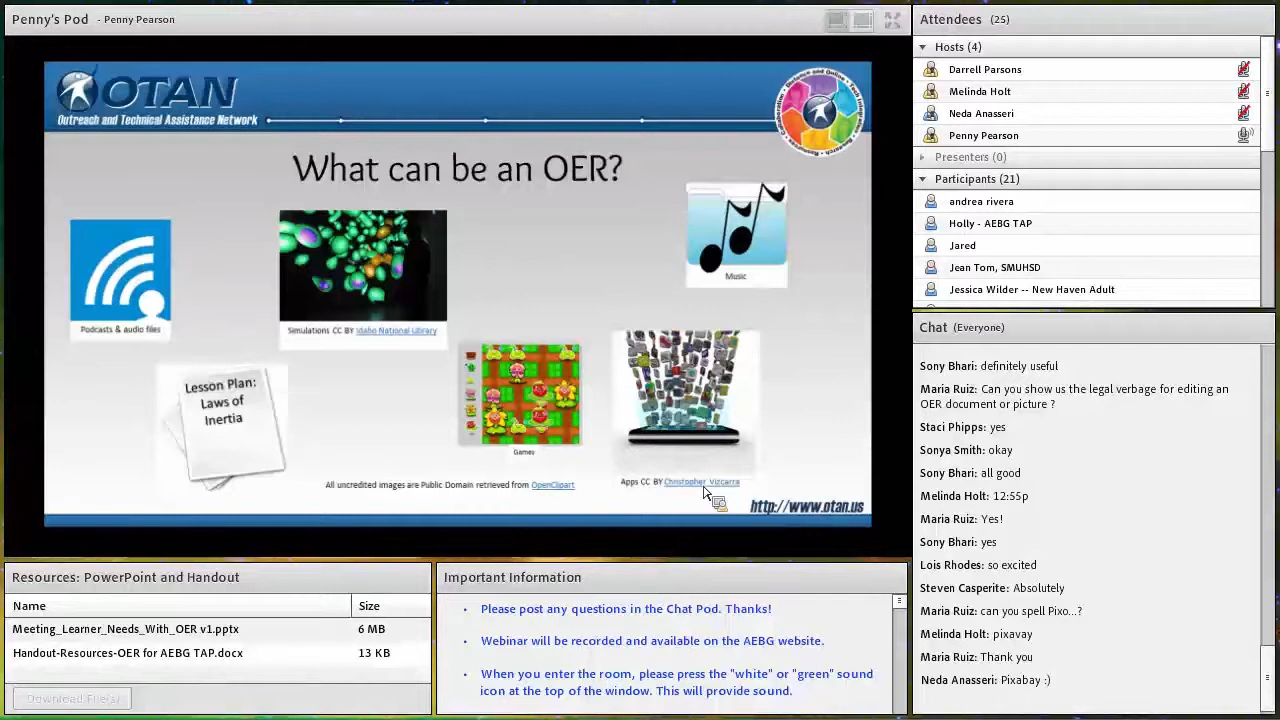 Penny's Pod - Penny Pearson
OTAN
Outreach and Technical Assistance Network
What can be an OER?
Podcasts & audio files
Simulations CC BY Idaho National Library
Music
Lesson Plan:
Laws of
Inertia
Games
Apps CC BY Christopher Vizcarra
All uncredited images are Public Domain retrieved from OpenClipart
http://www.otan.us
Attendees (25)
Hosts (4)
Darrell Parsons
Melinda Holt
Neda Anasseri
Penny Pearson
Presenters (0)
Participants (21)
andrea rivera
Holly - AEBG TAP
Jared
Jean Tom, SMUHSD
Jessica Wilder -- New Haven Adult
Chat (Everyone)
Sony Bhari: definitely useful
Maria Ruiz: Can you show us the legal verbage for editing an
OER document or picture ?
Staci Phipps: yes
Sonya Smith: okay
Sony Bhari: all good
Melinda Holt: 12:55p
Maria Ruiz: Yes!
Sony Bhari: yes
Lois Rhodes: so excited
Steven Casperite: Absolutely
Maria Ruiz: can you spell Pixo...?
Melinda Holt: pixavay
Maria Ruiz: Thank you
Neda Anasseri: Pixabay :)
Resources: PowerPoint and Handout
Name Size
Meeting_Learner_Needs_With_OER v1.pptx 6 MB
Handout-Resources-OER for AEBG TAP.docx 13 KB
Download File(s)
Important Information
• Please post any questions in the Chat Pod. Thanks!
• Webinar will be recorded and available on the AEBG website.
• When you enter the room, please press the "white" or "green" sound
icon at the top of the window. This will provide sound.